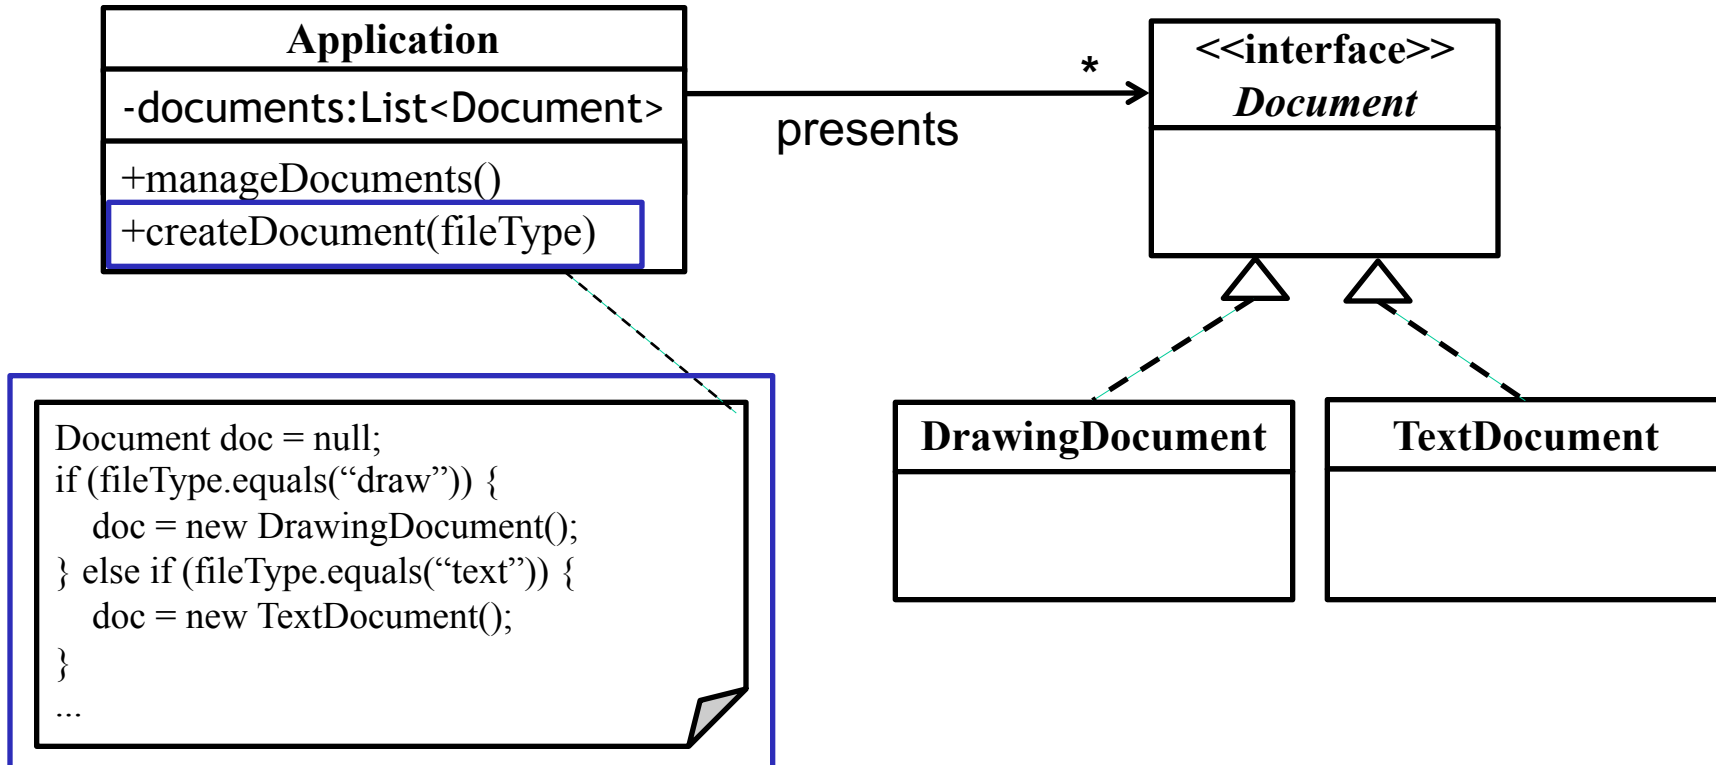 Application
-documents:List<Document>
+manageDocuments()
+createDocument(fileType)
*
presents
<<interface>>
Document
Document doc = null;
if (fileType.equals(“draw”)) {
doc = new DrawingDocument();
} else if (fileType.equals(“text”)) {
doc = new TextDocument();
}
...
DrawingDocument
TextDocument